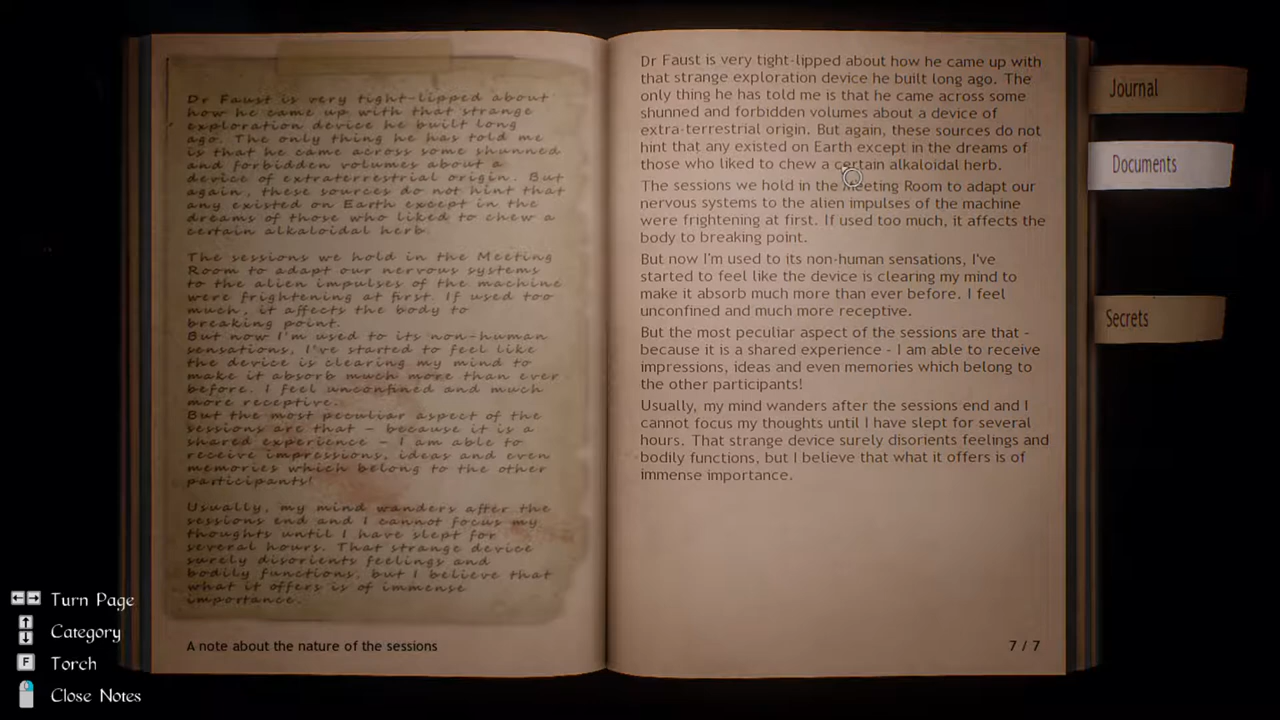 Dr Faust is very tight-lipped about
how he came up with that strange
exploration device he built long
ago. The only thing he has told me
is that he came across some shunned
and forbidden volumes about a
device of extraterrestrial origin. But
again, these sources do not hint that
any existed on Earth except in the
dreams of those who liked to chew a
certain alkaloidal herb.
The sessions we hold in the Meeting
Room to adapt our nervous systems
to the alien impulses of the machine
were frightening at first. If used too
much, it affects the body to
breaking point.
But now I'm used to its non-human
sensations, I've started to feel like
the device is clearing my mind to
make it absorb much more than ever
before. I feel unconfined and much
more receptive.
But the most peculiar aspect of the
sessions are that - because it is a
shared experience - I am able to
receive impressions, ideas and even
memories which belong to the other
participants!
Usually, my mind wanders after the
sessions end and I cannot focus my
thoughts until I have slept for
several hours. That strange device
surely disorients feelings and
bodily functions, but I believe that
what it offers is of immense
importance.
A note about the nature of the sessions
Dr Faust is very tight-lipped about how he came up with
that strange exploration device he built long ago. The
only thing he has told me is that he came across some
shunned and forbidden volumes about a device of
extra-terrestrial origin. But again, these sources do not
hint that any existed on Earth except in the dreams of
those who liked to chew a certain alkaloidal herb.
The sessions we hold in the Meeting Room to adapt our
nervous systems to the alien impulses of the machine
were frightening at first. If used too much, it affects the
body to breaking point.
But now I'm used to its non-human sensations, I've
started to feel like the device is clearing my mind to
make it absorb much more than ever before. I feel
unconfined and much more receptive.
But the most peculiar aspect of the sessions are that -
because it is a shared experience - I am able to receive
impressions, ideas and even memories which belong to
the other participants!
Usually, my mind wanders after the sessions end and I
cannot focus my thoughts until I have slept for several
hours. That strange device surely disorients feelings and
bodily functions, but I believe that what it offers is of
immense importance.
7 / 7
Journal
Documents
Secrets
Turn Page
Category
F Torch
Close Notes